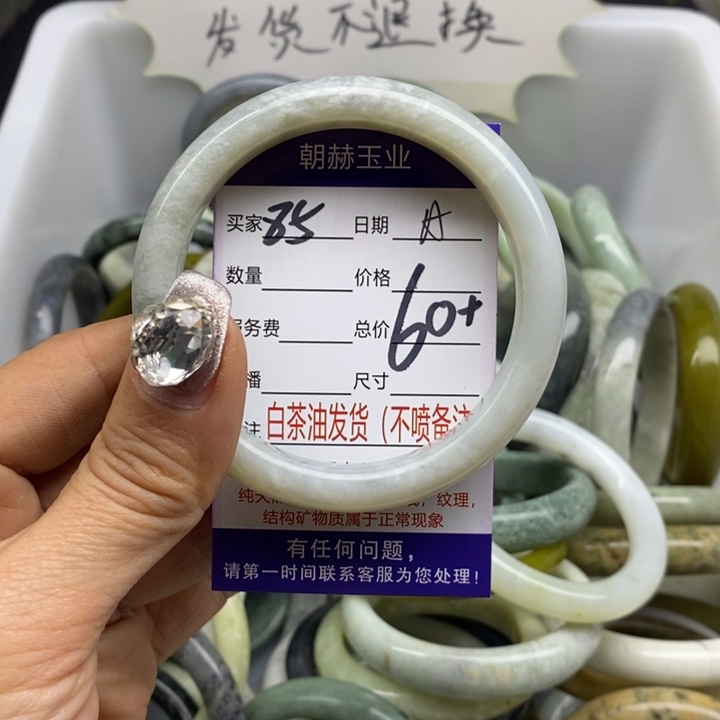 发货不退换
朝赫玉业
买家 85 日期 A
数量 价格 60+
服务费 总价
播 尺寸
注 白茶油发货（不喷备注
纹理，
结构矿物质属于正常现象
有任何问题，
请第一时间联系客服为您处理！